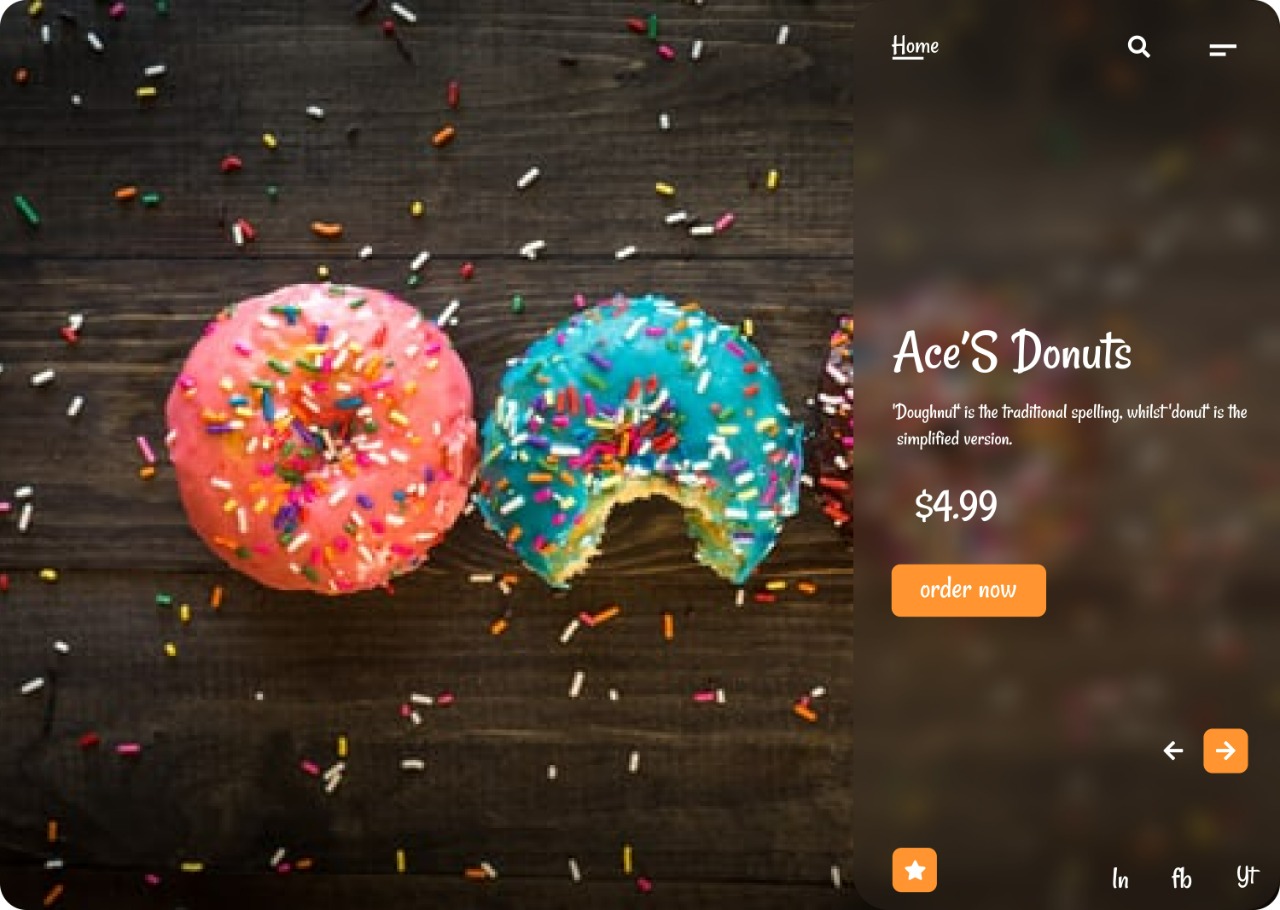 Home
Ace'S Donuts
'Doughnut' is the traditional spelling, whilst 'donut' is the
simplified version.
$4.99
order now
In fb Yt